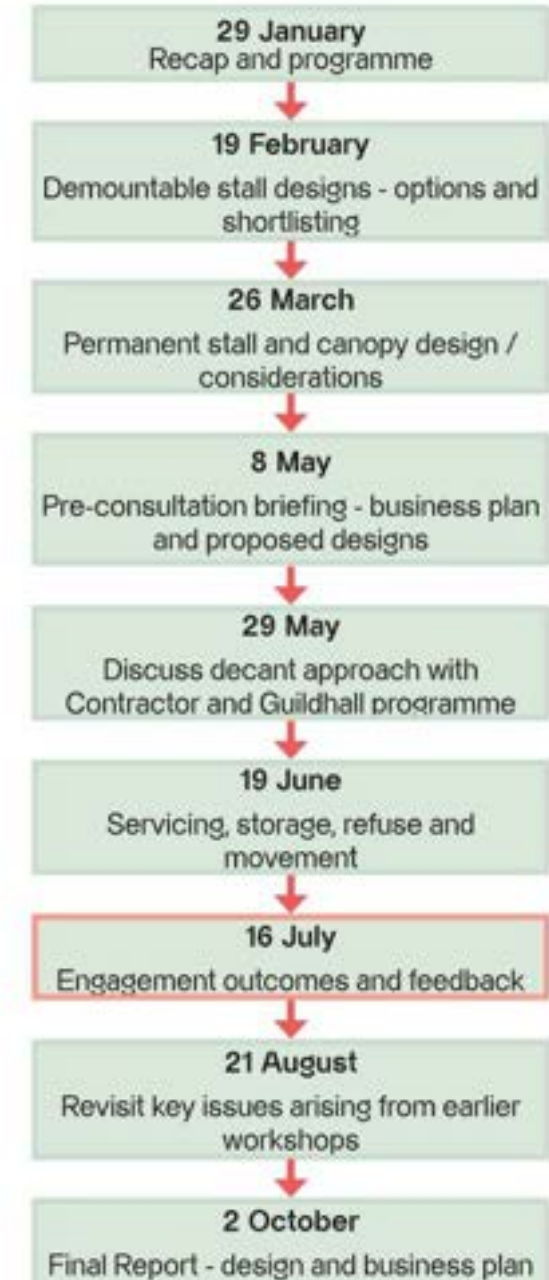 29 January
Recap and programme
19 February
Demountable stall designs - options and
shortlisting
26 March
Permanent stall and canopy design /
considerations
8 May
Pre-consultation briefing - business plan
and proposed designs
29 May
Discuss decant approach with
Contractor and Guildhall programme
19 June
Servicing, storage, refuse and
movement
16 July
Engagement outcomes and feedback
21 August
Revisit key issues arising from earlier
workshops
2 October
Final Report - design and business plan